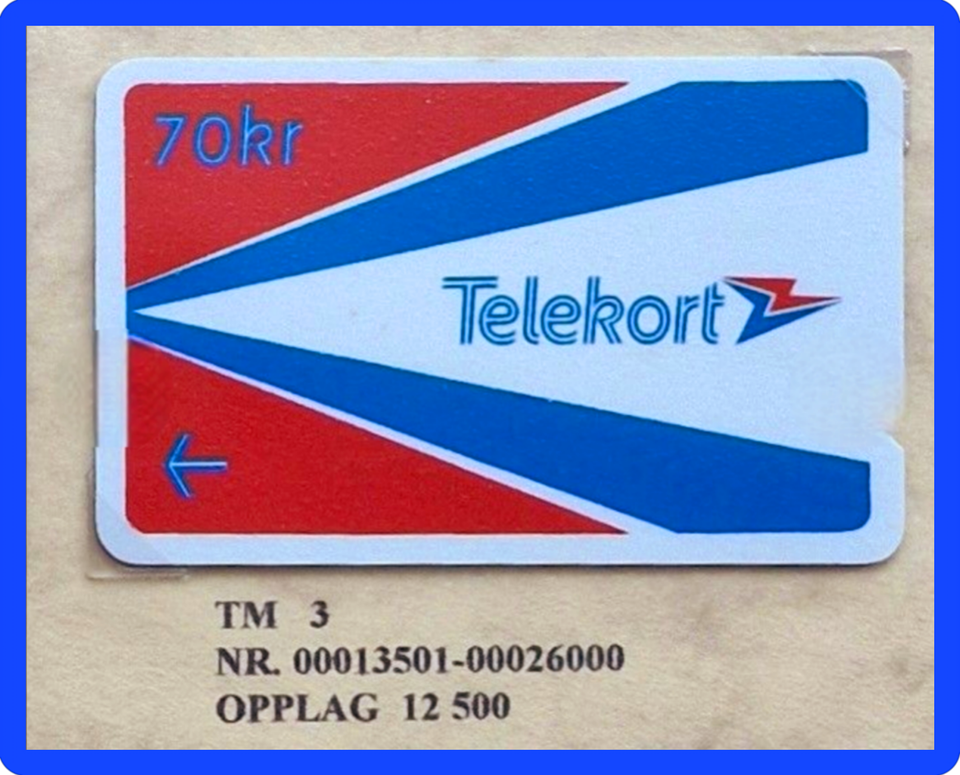 70kr
Telekort
TM 3
NR. 00013501-00026000
OPPLAG 12 500